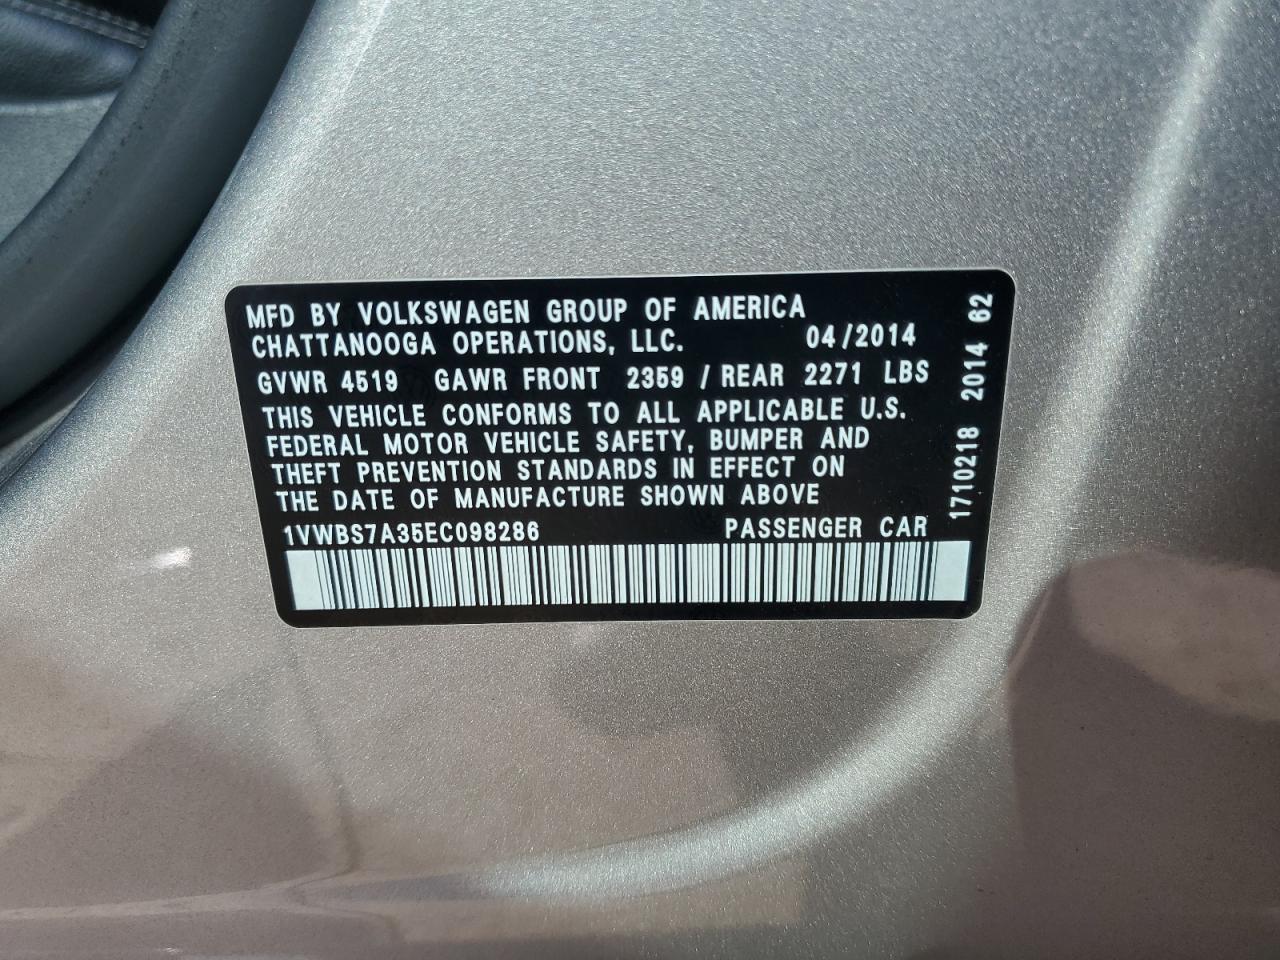 MFD BY VOLKSWAGEN GROUP OF AMERICA
CHATTANOOGA OPERATIONS, LLC. 04/2014
GVWR 4519 GAWR FRONT 2359 / REAR 2271 LBS
THIS VEHICLE CONFORMS TO ALL APPLICABLE U.S.
FEDERAL MOTOR VEHICLE SAFETY, BUMPER AND
THEFT PREVENTION STANDARDS IN EFFECT ON
THE DATE OF MANUFACTURE SHOWN ABOVE
1VWBS7A35EC098286 PASSENGER CAR
1710218 2014 62